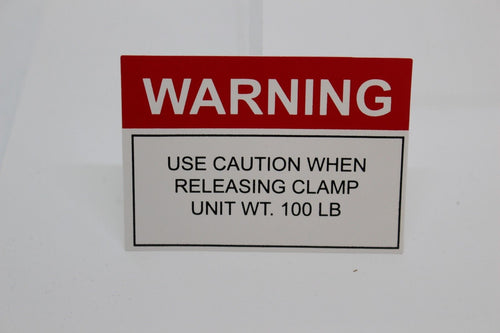 WARNING
USE CAUTION WHEN
RELEASING CLAMP
UNIT WT. 100 LB